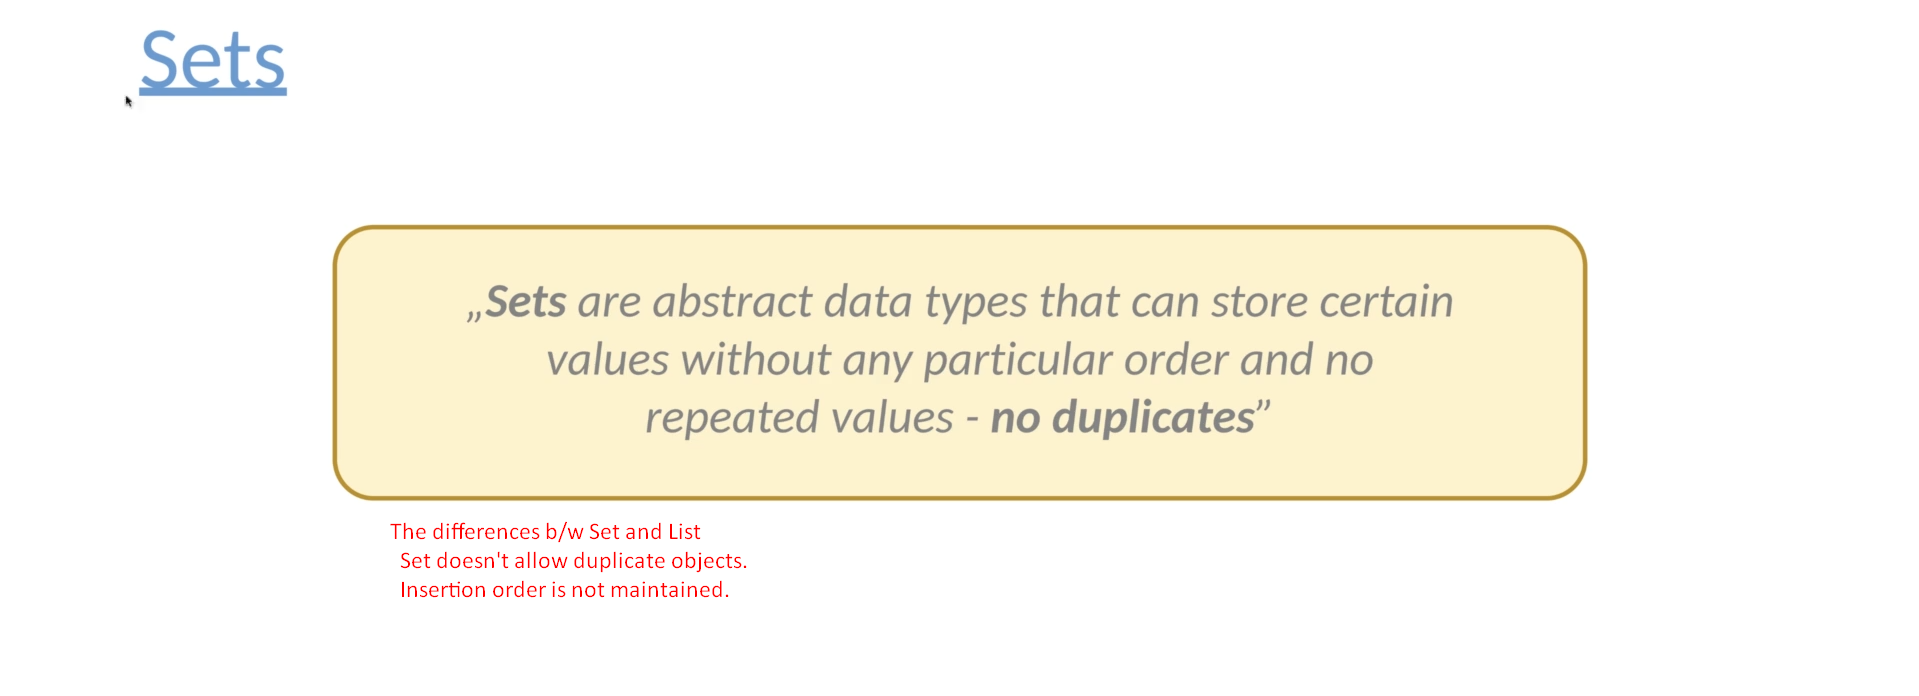 Sets
„Sets are abstract data types that can store certain
values without any particular order and no
repeated values - no duplicates”
The differences b/w Set and List
Set doesn't allow duplicate objects.
Insertion order is not maintained.